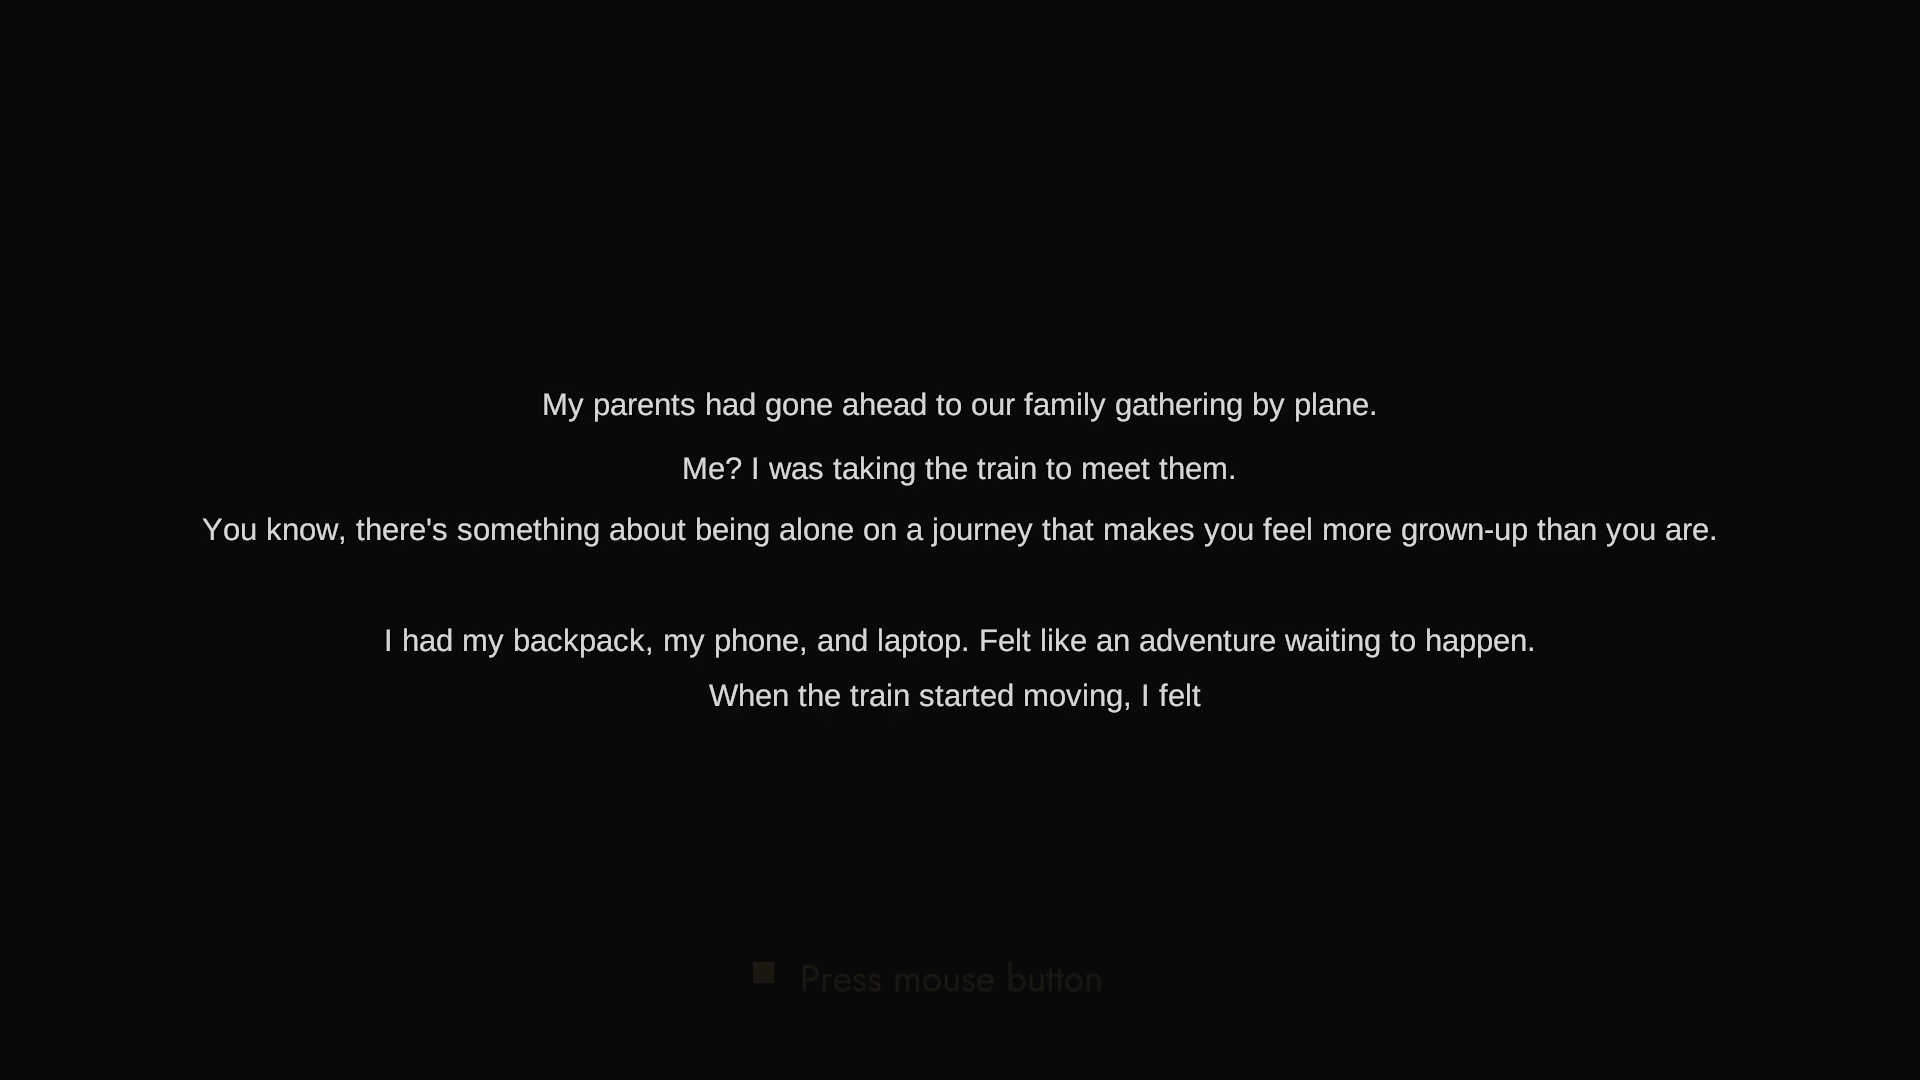 My parents had gone ahead to our family gathering by plane.
Me? I was taking the train to meet them.
You know, there's something about being alone on a journey that makes you feel more grown-up than you are.
I had my backpack, my phone, and laptop. Felt like an adventure waiting to happen.
When the train started moving, I felt
Press mouse button